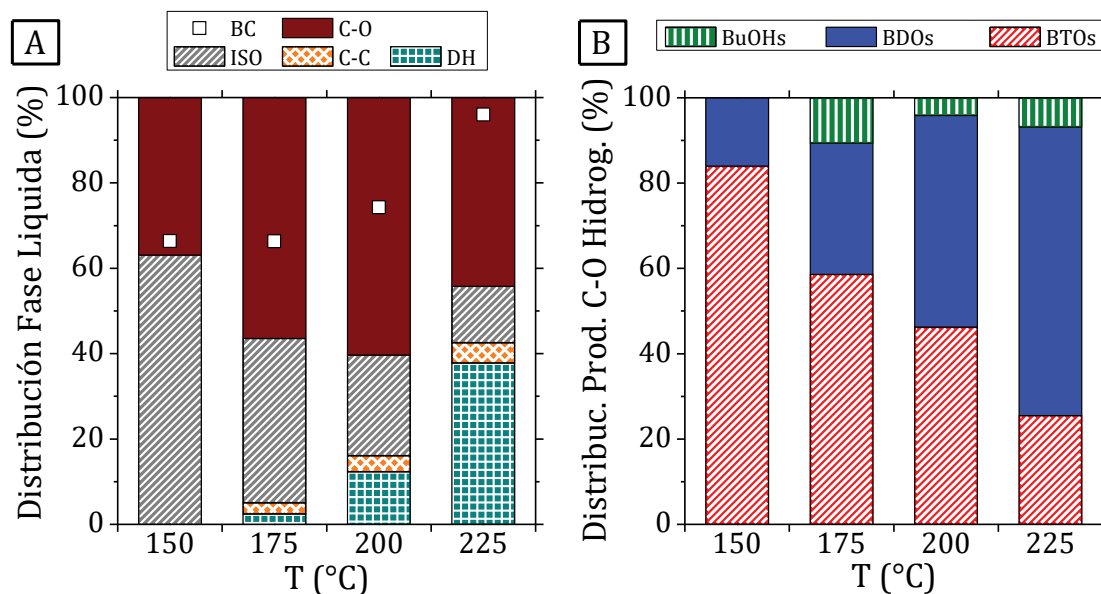 A
BC C-O
ISO C-C DH
Distribución Fase Liquida (%)
100
80
60
40
20
0
150 175 200 225
T (°C)
B
BuOHs BDOs BTOs
Distribuc. Prod. C-O Hidrog. (%)
100
80
60
40
20
0
150 175 200 225
T (°C)